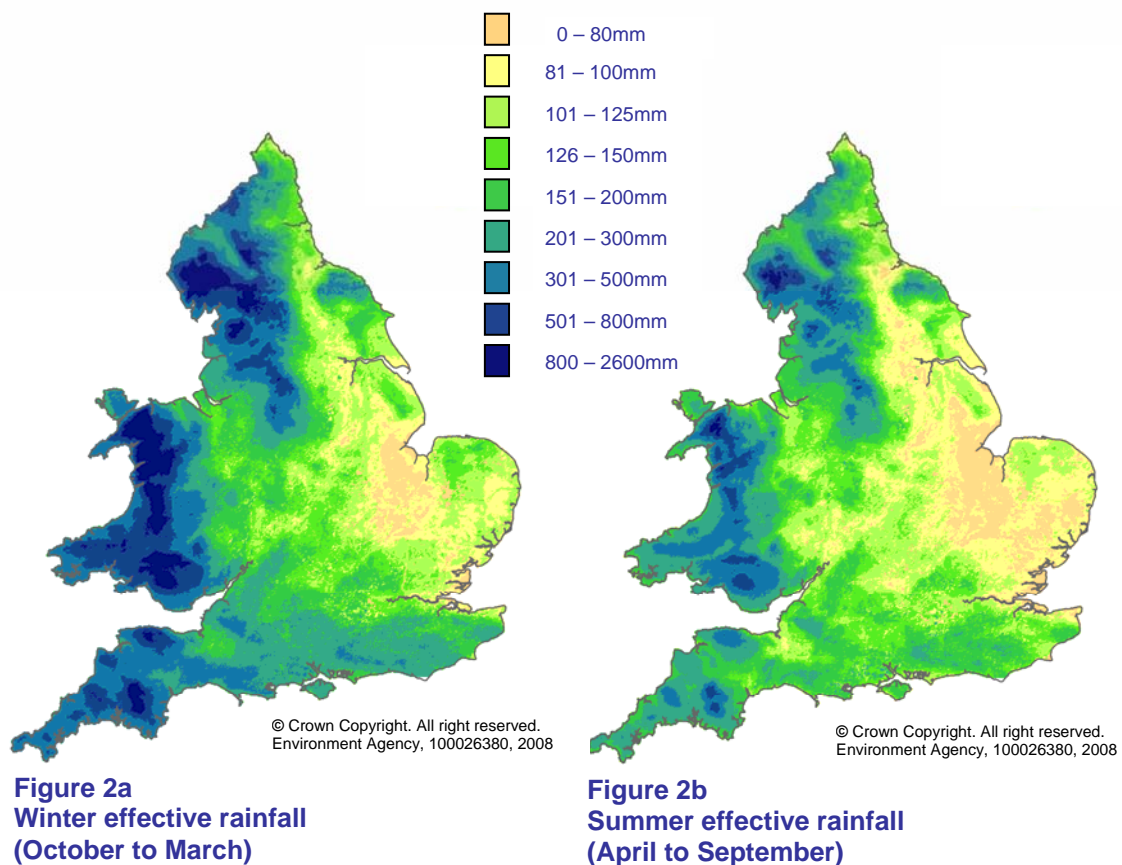 0 – 80mm
81 – 100mm
101 – 125mm
126 – 150mm
151 – 200mm
201 – 300mm
301 – 500mm
501 – 800mm
800 – 2600mm
© Crown Copyright. All right reserved.
Environment Agency, 100026380, 2008
Figure 2a
Winter effective rainfall
(October to March)
© Crown Copyright. All right reserved.
Environment Agency, 100026380, 2008
Figure 2b
Summer effective rainfall
(April to September)